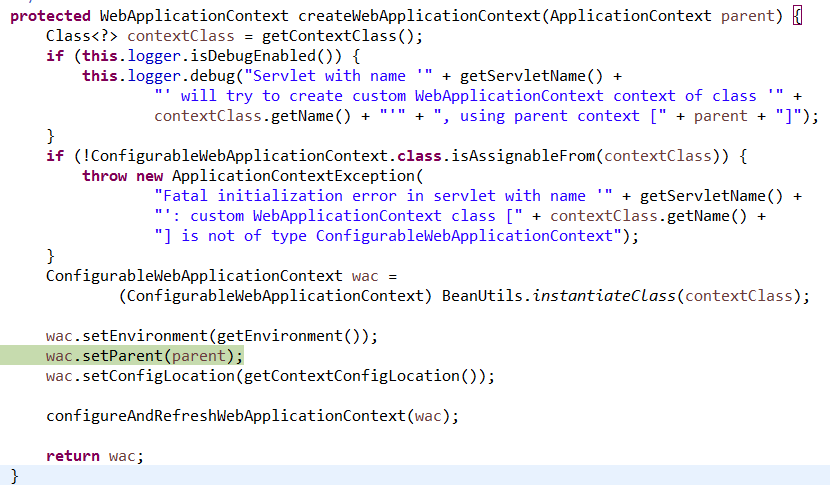 protected WebApplicationContext createWebApplicationContext(ApplicationContext parent) {
    Class<?> contextClass = getContextClass();
    if (this.logger.isDebugEnabled()) {
        this.logger.debug("Servlet with name '" + getServletName() +
                "' will try to create custom WebApplicationContext context of class '" +
                contextClass.getName() + "'" + ", using parent context [" + parent + "]");
    }
    if (!ConfigurableWebApplicationContext.class.isAssignableFrom(contextClass)) {
        throw new ApplicationContextException(
                "Fatal initialization error in servlet with name '" + getServletName() +
                "': custom WebApplicationContext class [" + contextClass.getName() +
                "] is not of type ConfigurableWebApplicationContext");
    }
    ConfigurableWebApplicationContext wac =
            (ConfigurableWebApplicationContext) BeanUtils.instantiateClass(contextClass);
    wac.setEnvironment(getEnvironment());
    wac.setParent(parent);
    wac.setConfigLocation(getContextConfigLocation());
    configureAndRefreshWebApplicationContext(wac);
    return wac;
}